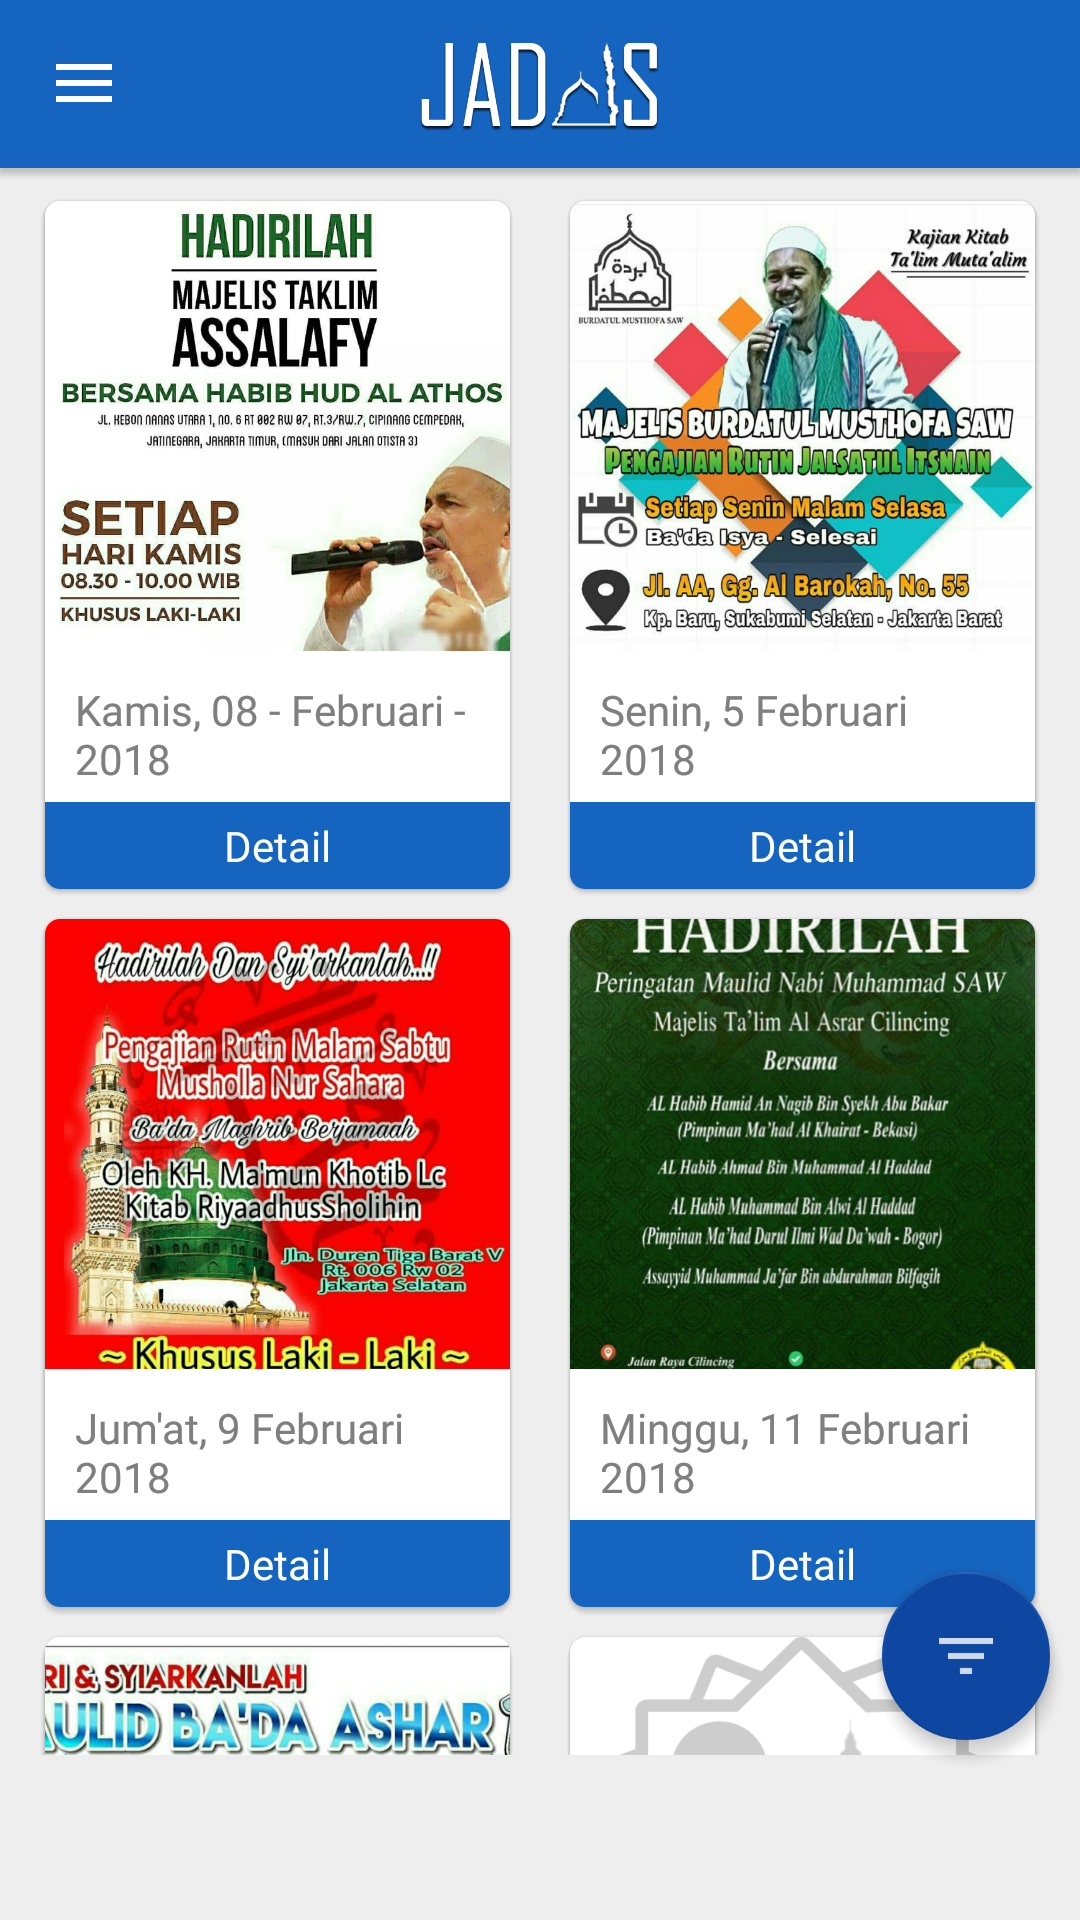 JADAIS
HADIRILAH
MAJELIS TAKLIM
ASSALAFY
BERSAMA HABIB HUD AL ATHOS
JL. KEBON NANAS UTARA 1, NO. 6 RT 002 RW 07, RT.3/RW.7, CIPINANG CEMPEDAK,
JATINEGARA, JAKARTA TIMUR, (MASUK DARI JALAN OTISTA 3)
SETIAP
HARI KAMIS
08.30 - 10.00 WIB
KHUSUS LAKI-LAKI
Kamis, 08 - Februari -
2018
Detail
Kajian Kitab
Ta'lim Muta'alim
بردة
المصطفى
BURDATUL MUSTHOFA SAW
MAJELIS BURDATUL MUSTHOFA SAW
PENGAJIAN RUTIN JALSATUL ITSNAIN
Setiap Senin Malam Selasa
Ba'da Isya - Selesai
Jl. AA, Gg. Al Barokah, No. 55
Kp. Baru, Sukabumi Selatan - Jakarta Barat
Senin, 5 Februari
2018
Detail
Hadirilah Dan Syi'arkanlah..!!
Pengajian Rutin Malam Sabtu
Musholla Nur Sahara
Ba'da Maghrib Berjamaah
Oleh KH. Ma'mun Khotib Lc
Kitab RiyaadhusSholihin
Jln. Duren Tiga Barat V
Rt. 006 Rw 02
Jakarta Selatan
~ Khusus Laki - Laki ~
Jum'at, 9 Februari
2018
Detail
HADIRILAH
Peringatan Maulid Nabi Muhammad SAW
Majelis Ta'lim Al Asrar Cilincing
Bersama
AL Habib Hamid An Nagib Bin Syekh Abu Bakar
(Pimpinan Ma'had Al Khairat - Bekasi)
AL Habib Ahmad Bin Muhammad Al Haddad
AL Habib Muhammad Bin Alwi Al Haddad
(Pimpinan Ma'had Darul Ilmi Wad Da'wah - Bogor)
Assayyid Muhammad Ja'far Bin abdurahman Bilfagih
Jalan Raya Cilincing
Minggu, 11 Februari
2018
Detail
RI & SYIARKANLAH
AULID BA'DA ASHAR